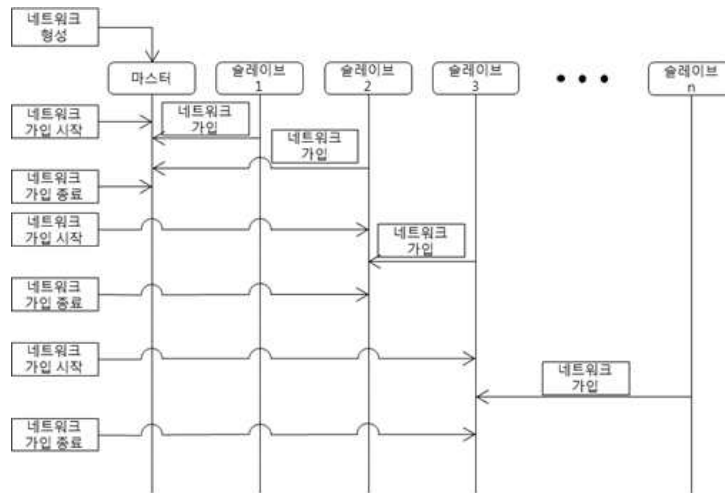 네트워크
형성
마스터
슬레이브
1
슬레이브
2
슬레이브
3
슬레이브
n
네트워크
가입 시작
네트워크
가입
네트워크
가입
네트워크
가입 종료
네트워크
가입 시작
네트워크
가입
네트워크
가입 종료
네트워크
가입 시작
네트워크
가입
네트워크
가입 종료